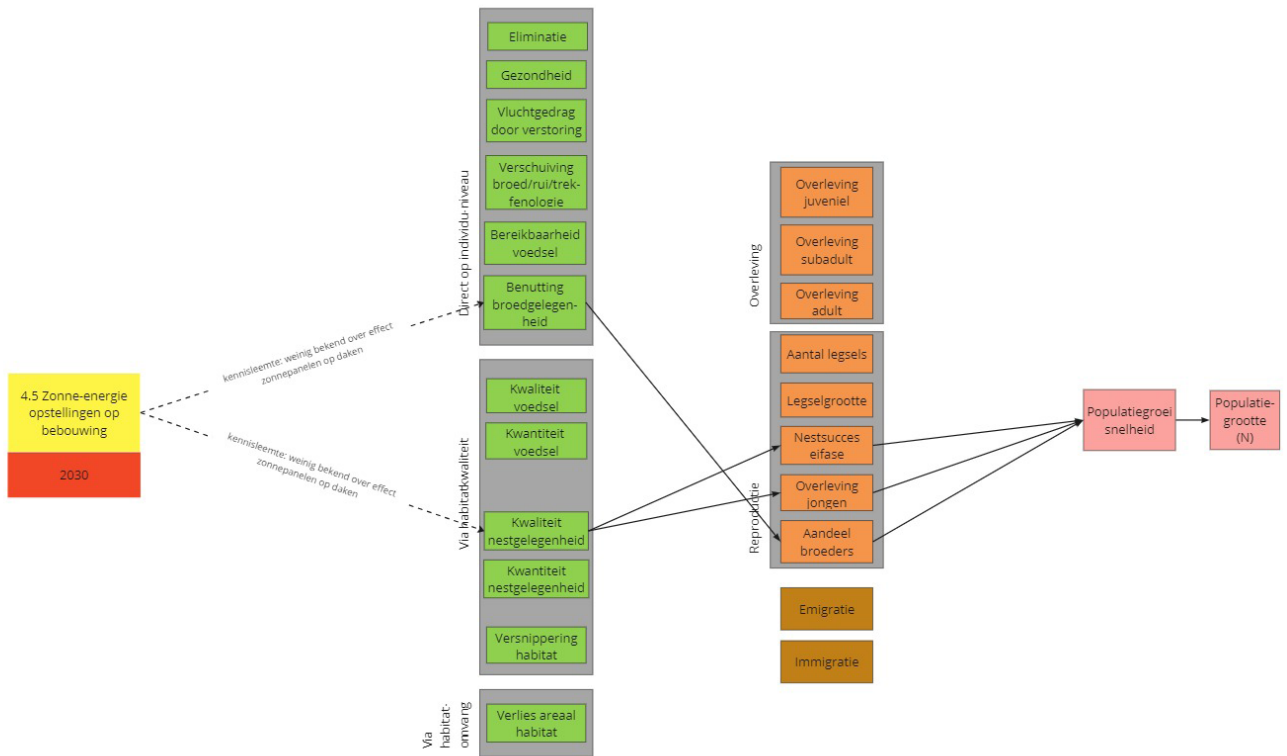 4.5 Zonne-energie
opstellingen op
bebouwing
2030
kennisleemte: weinig bekend over effect
zonnepanelen op daken
kennisleemte: weinig bekend over effect
zonnepanelen op daken
Direct op individu-niveau
Eliminatie
Gezondheid
Vluchtgedrag
door verstoring
Verschuiving
broed/rui/trek-
fenologie
Bereikbaarheid
voedsel
Benutting
broedgelegen-
heid
Via habitatkwaliteit
Kwaliteit
voedsel
Kwantiteit
voedsel
Kwaliteit
nestgelegenheid
Kwantiteit
nestgelegenheid
Versnippering
habitat
Via
habitat-
omvang
Verlies areaal
habitat
Overleving
Overleving
juveniel
Overleving
subadult
Overleving
adult
Reproductie
Aantal legsels
Legselgrootte
Nestsucces
eifase
Overleving
jongen
Aandeel
broeders
Emigratie
Immigratie
Populatiegroei
snelheid
Populatie-
grootte
(N)